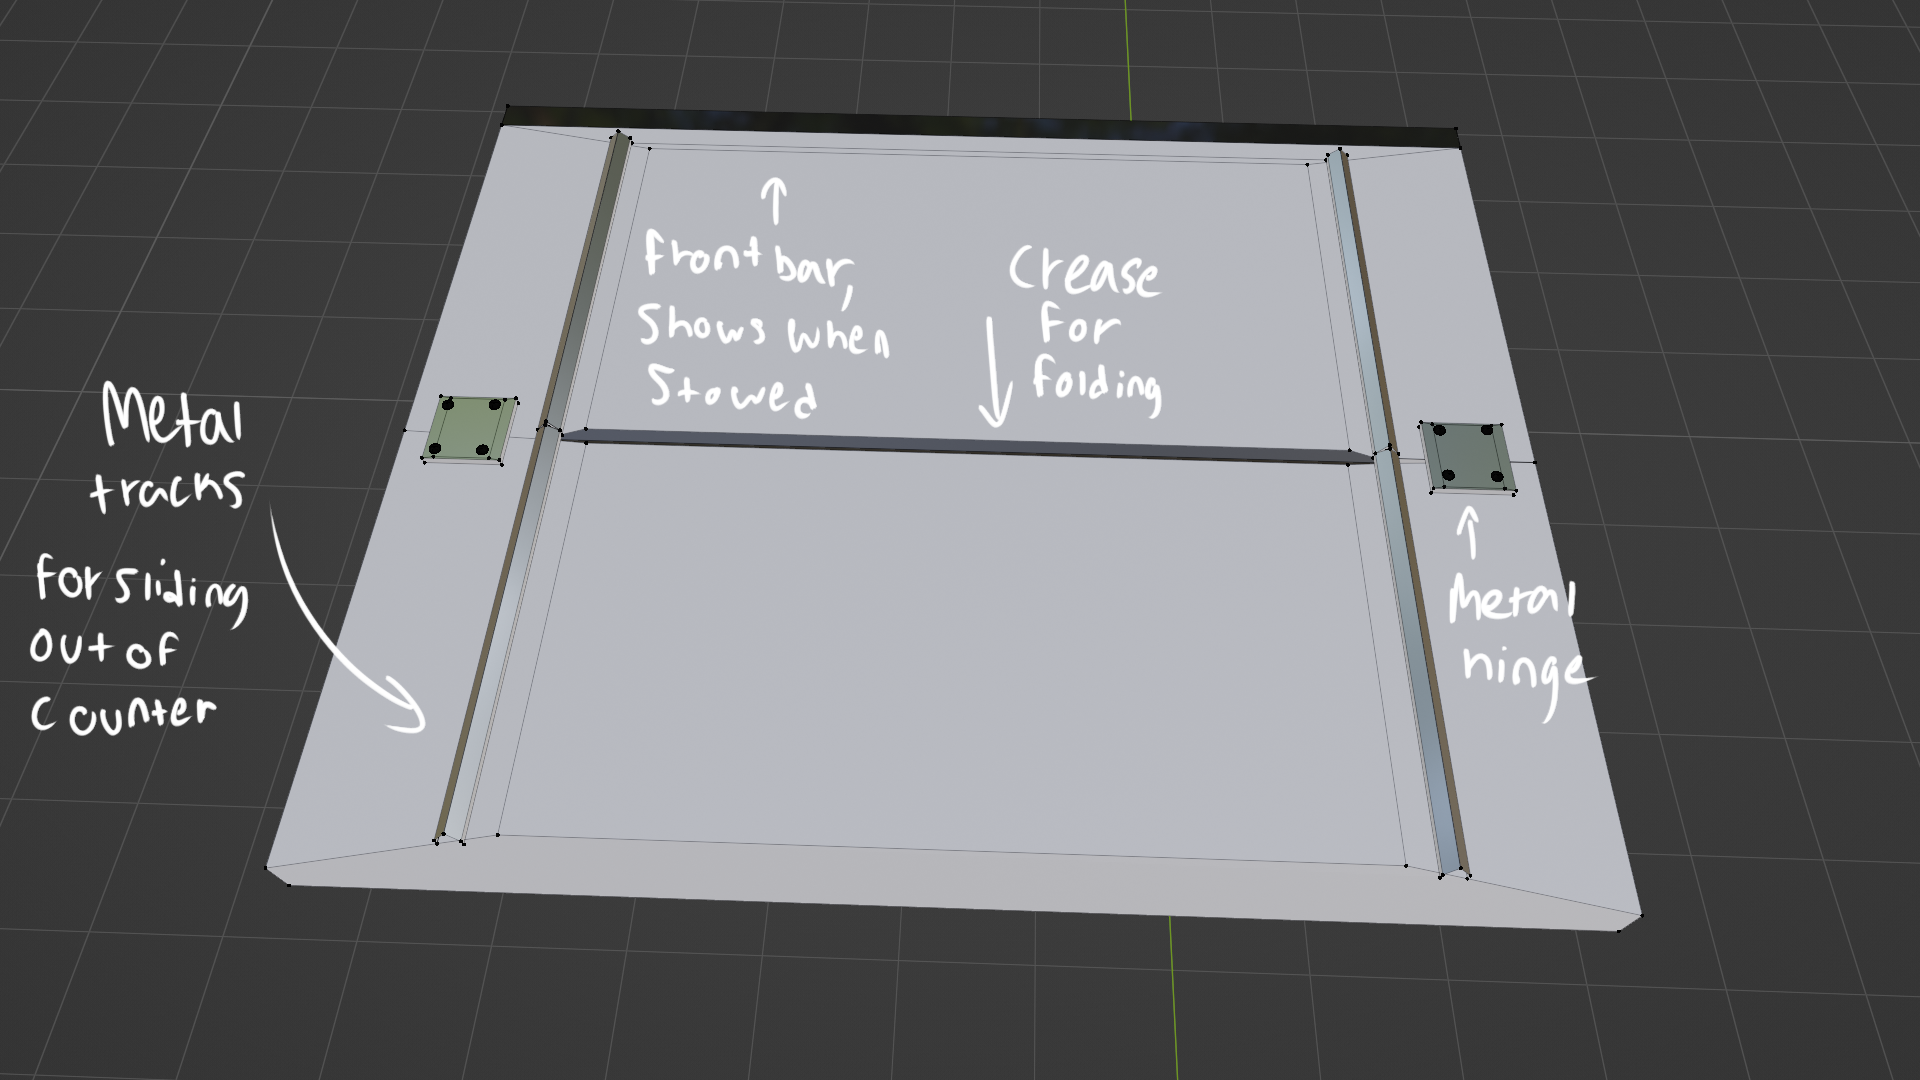 Front bar,
Shows when
Stowed
Crease
For
Folding
Metal
tracks
For sliding
out of
counter
Metal
hinge